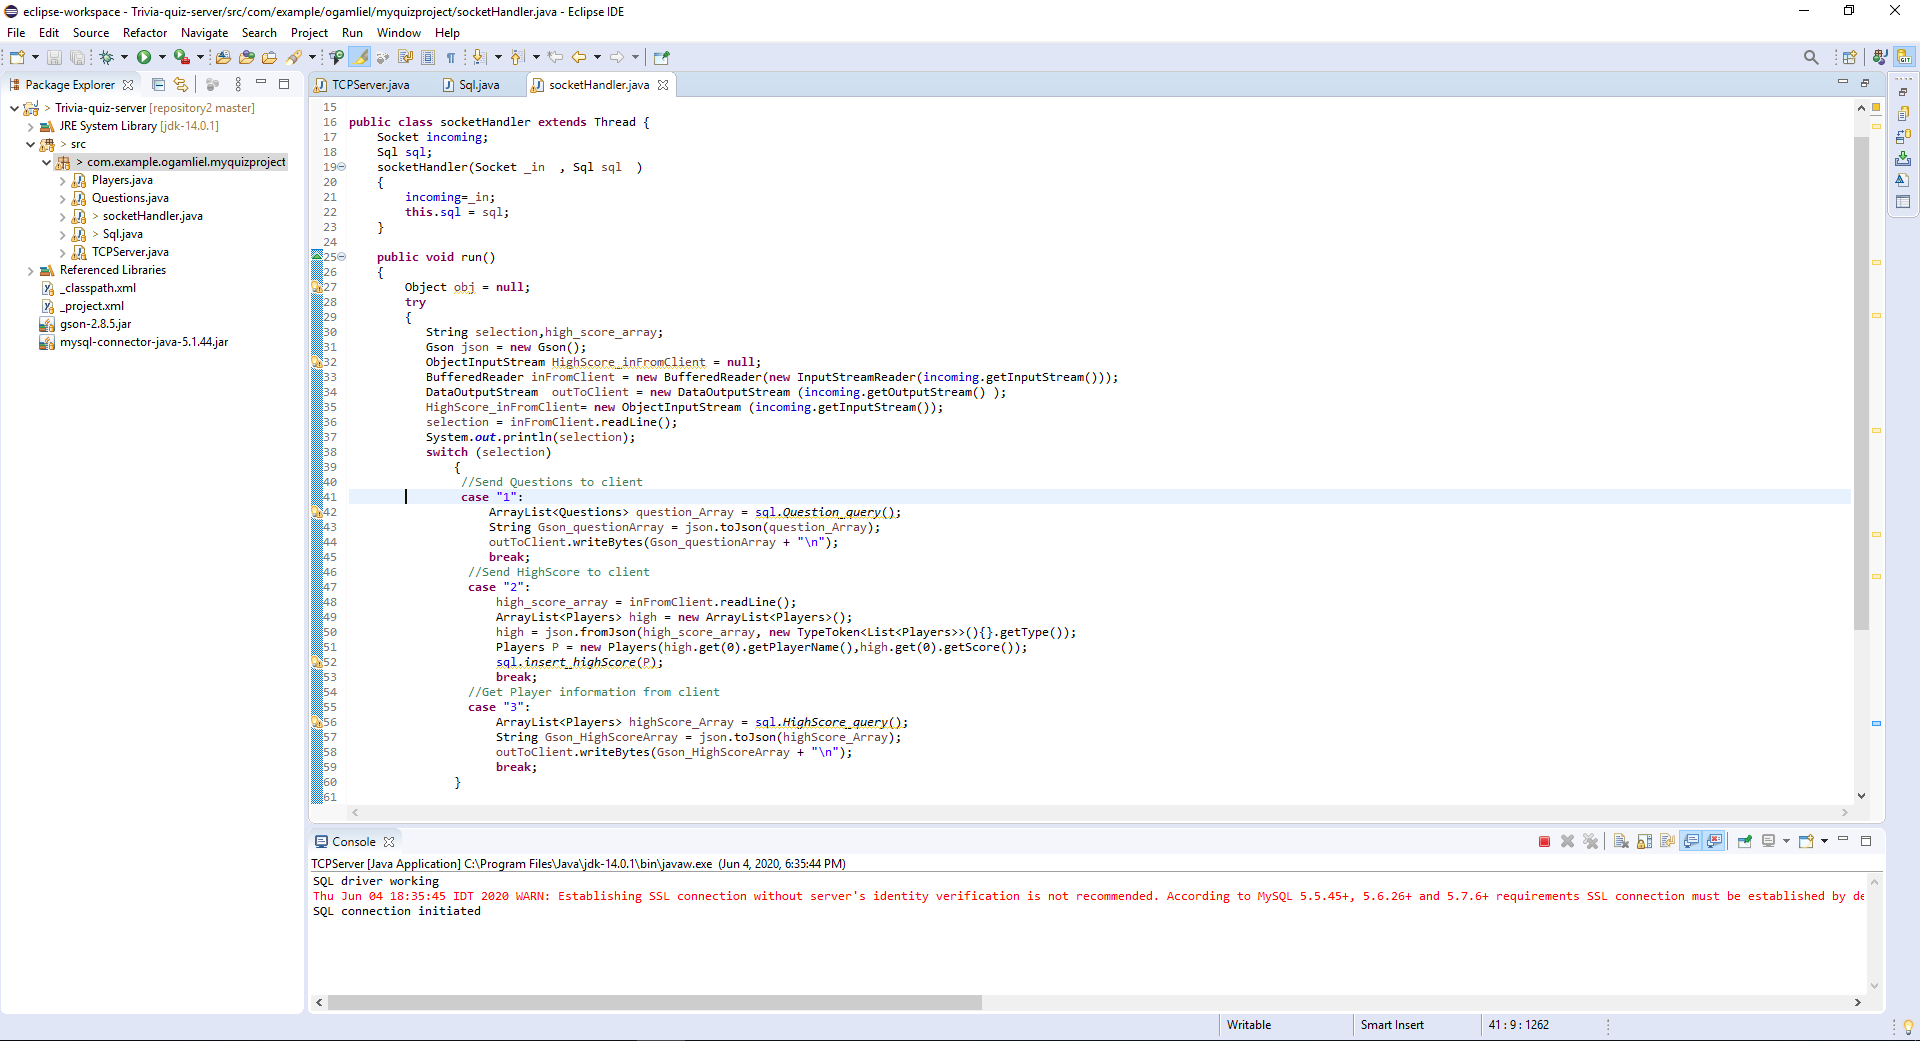 eclipse-workspace - Trivia-quiz-server/src/com/example/ogamliel/myquizproject/socketHandler.java - Eclipse IDE
File Edit Source Refactor Navigate Search Project Run Window Help
Package Explorer
> Trivia-quiz-server [repository2 master]
JRE System Library [jdk-14.0.1]
> src
> com.example.ogamliel.myquizproject
Players.java
Questions.java
> socketHandler.java
> Sql.java
TCPServer.java
Referenced Libraries
_classpath.xml
_project.xml
gson-2.8.5.jar
mysql-connector-java-5.1.44.jar
TCPServer.java Sql.java socketHandler.java
15
16 public class socketHandler extends Thread {
17 Socket incoming;
18 Sql sql;
19 socketHandler(Socket _in  , Sql sql  )
20 {
21 incoming=_in;
22 this.sql = sql;
23 }
24
25 public void run()
26 {
27 Object obj = null;
28 try
29 {
30 String selection,high_score_array;
31 Gson json = new Gson();
32 ObjectInputStream HighScore_inFromClient = null;
33 BufferedReader inFromClient = new BufferedReader(new InputStreamReader(incoming.getInputStream()));
34 DataOutputStream  outToClient = new DataOutputStream (incoming.getOutputStream() );
35 HighScore_inFromClient= new ObjectInputStream (incoming.getInputStream());
36 selection = inFromClient.readLine();
37 System.out.println(selection);
38 switch (selection)
39 {
40 //Send Questions to client
41 case "1":
42 ArrayList<Questions> question_Array = sql.Question_query();
43 String Gson_questionArray = json.toJson(question_Array);
44 outToClient.writeBytes(Gson_questionArray + "\n");
45 break;
46 //Send HighScore to client
47 case "2":
48 high_score_array = inFromClient.readLine();
49 ArrayList<Players> high = new ArrayList<Players>();
50 high = json.fromJson(high_score_array, new TypeToken<List<Players>>(){}.getType());
51 Players P = new Players(high.get(0).getPlayerName(),high.get(0).getScore());
52 sql.insert_highScore(P);
53 break;
54 //Get Player information from client
55 case "3":
56 ArrayList<Players> highScore_Array = sql.HighScore_query();
57 String Gson_HighScoreArray = json.toJson(highScore_Array);
58 outToClient.writeBytes(Gson_HighScoreArray + "\n");
59 break;
60 }
61
Console
TCPServer [Java Application] C:\Program Files\Java\jdk-14.0.1\bin\javaw.exe  (Jun 4, 2020, 6:35:44 PM)
SQL driver working
Thu Jun 04 18:35:45 IDT 2020 WARN: Establishing SSL connection without server's identity verification is not recommended. According to MySQL 5.5.45+, 5.6.26+ and 5.7.6+ requirements SSL connection must be established by de
SQL connection initiated
Writable Smart Insert 41 : 9 : 1262